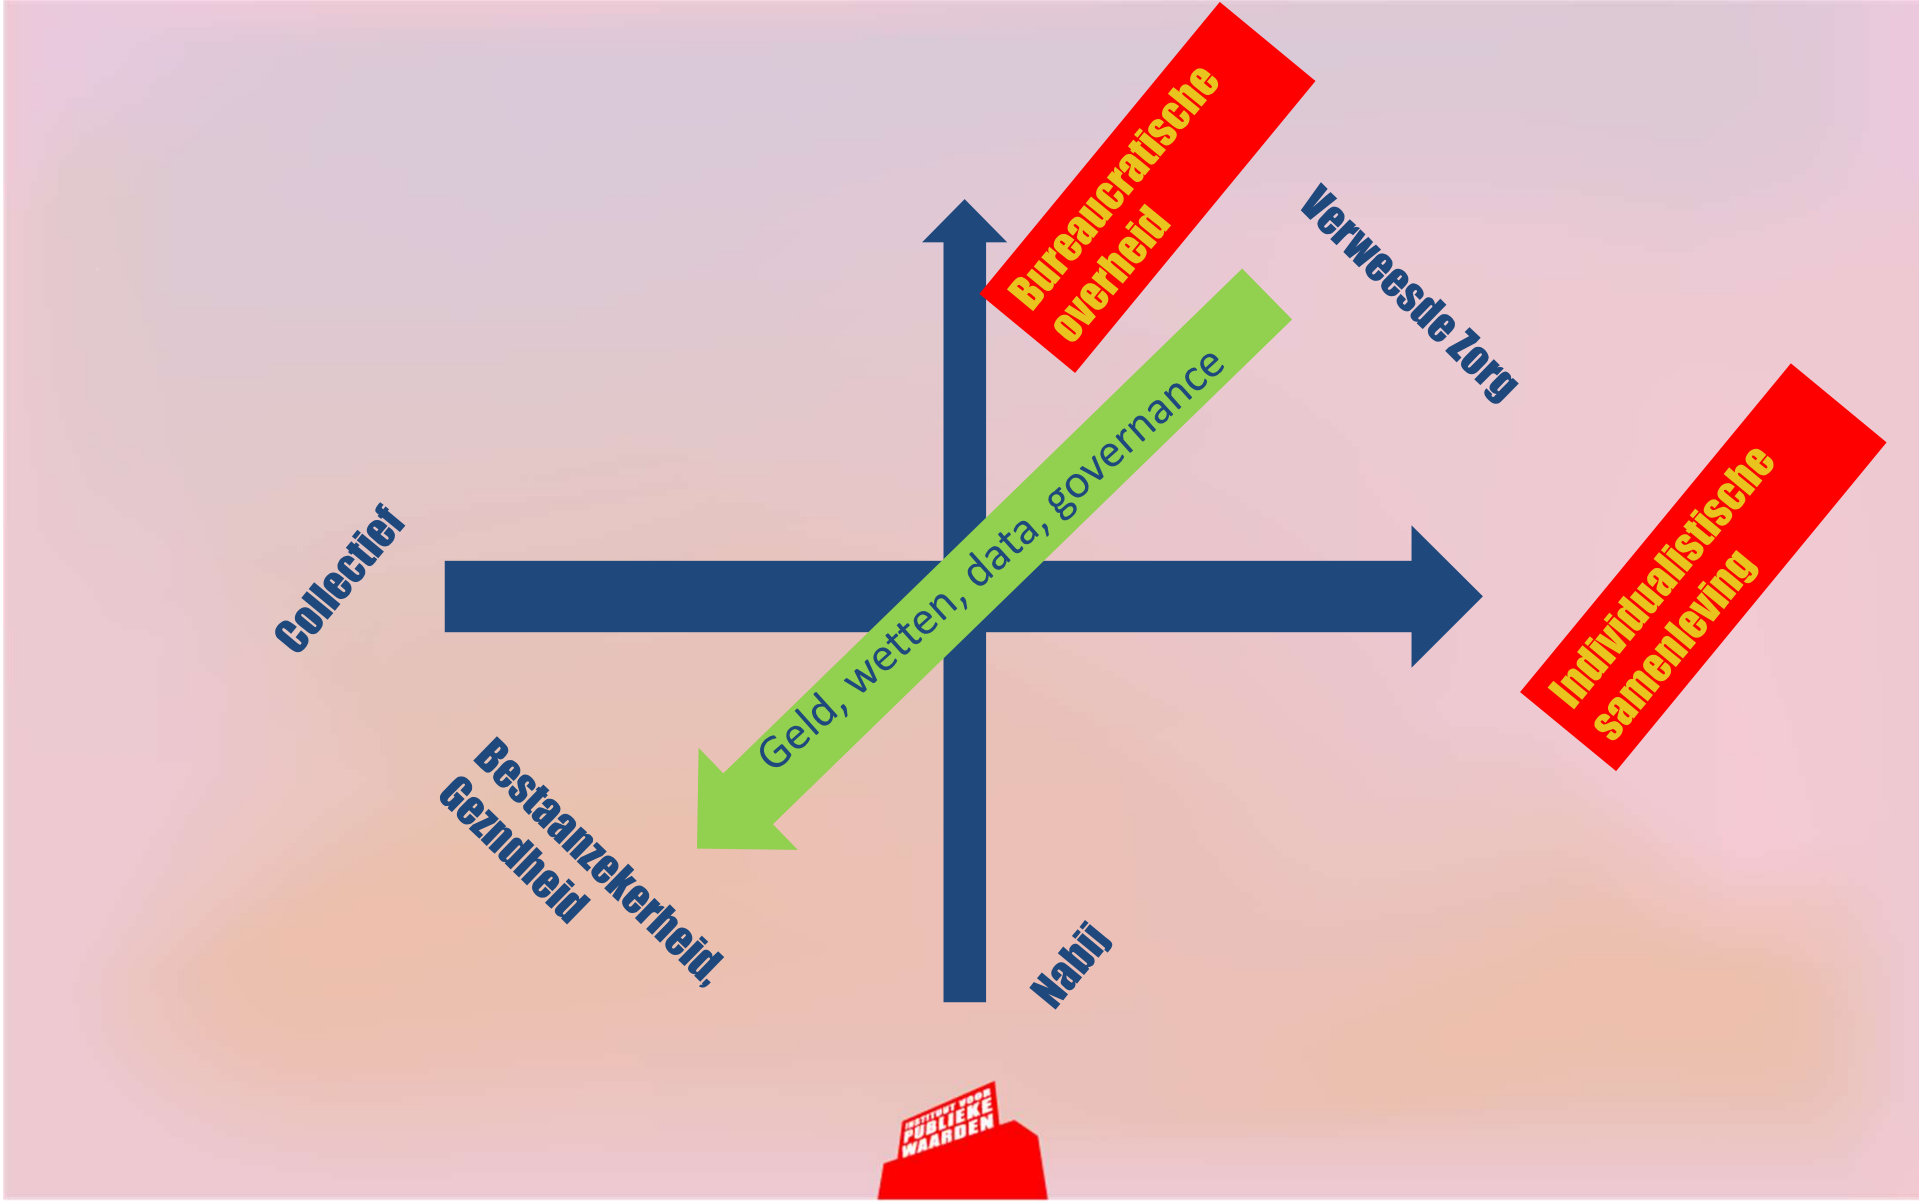 Bureaucratische
overheid
Verweesde Zorg
Geld, wetten, data, governance
Collectief
Individualistische
samenleving
Bestaanzekerheid,
Gezndheid
Nabij
INSTITUUT VOOR
PUBLIEKE
WAARDEN